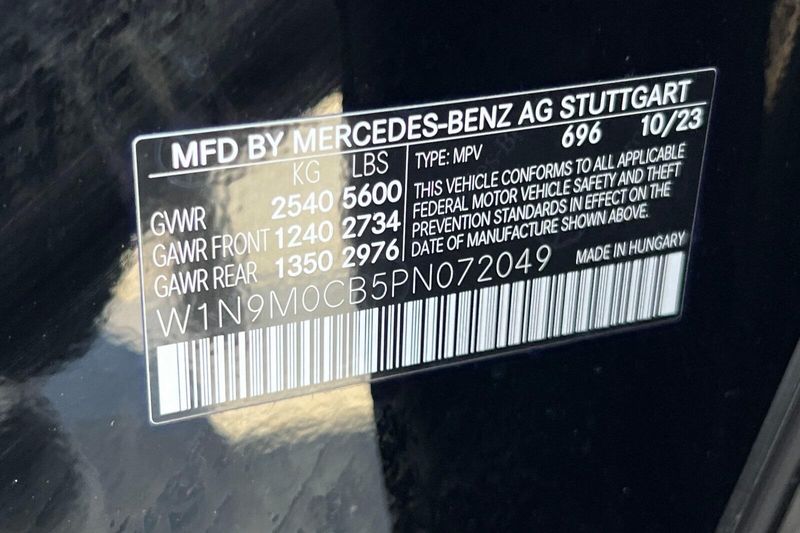 MFD BY MERCEDES-BENZ AG STUTTGART
KG LBS
GVWR 2540 5600
GAWR FRONT 1240 2734
GAWR REAR 1350 2976
696 10/23
TYPE: MPV
THIS VEHICLE CONFORMS TO ALL APPLICABLE
FEDERAL MOTOR VEHICLE SAFETY AND THEFT
PREVENTION STANDARDS IN EFFECT ON THE
DATE OF MANUFACTURE SHOWN ABOVE.
W1N9M0CB5PN072049
MADE IN HUNGARY